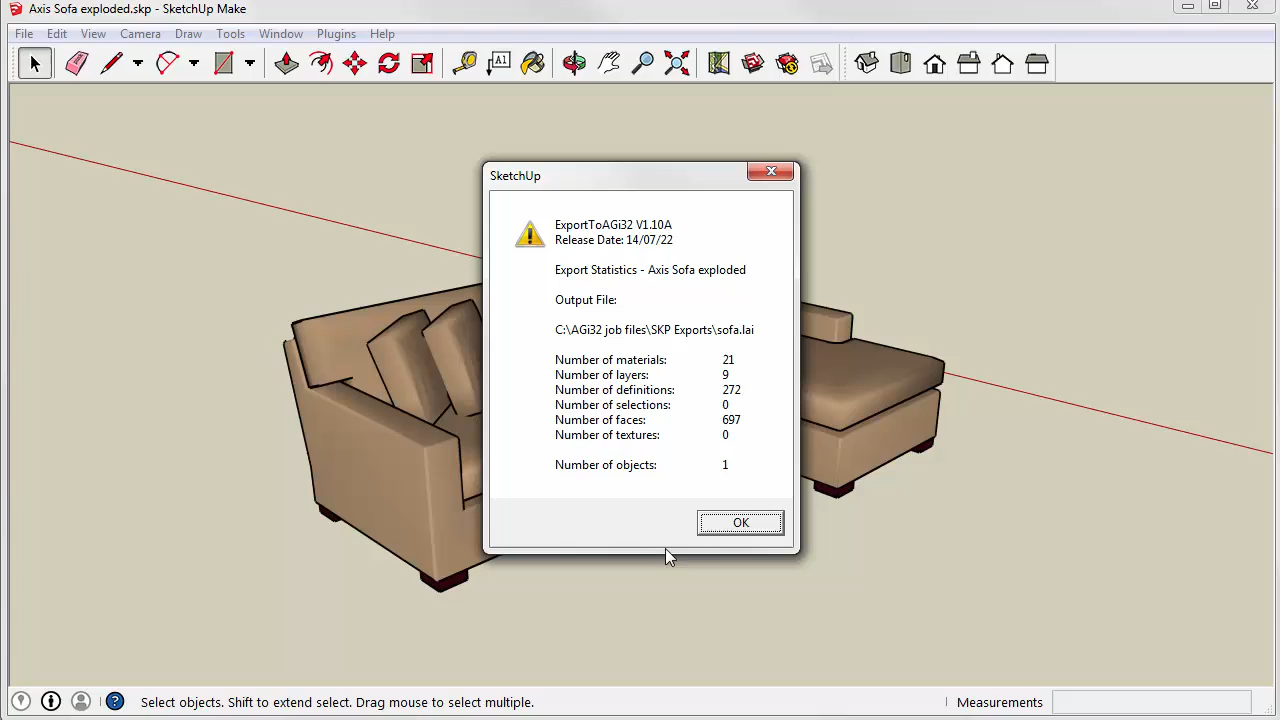 Axis Sofa exploded.skp - SketchUp Make
File Edit View Camera Draw Tools Window Plugins Help
A1
SketchUp
ExportToAGi32 V1.10A
Release Date: 14/07/22
Export Statistics - Axis Sofa exploded
Output File:
C:\AGi32 job files\SKP Exports\sofa.lai
Number of materials: 21
Number of layers: 9
Number of definitions: 272
Number of selections: 0
Number of faces: 697
Number of textures: 0
Number of objects: 1
OK
Select objects. Shift to extend select. Drag mouse to select multiple.
Measurements